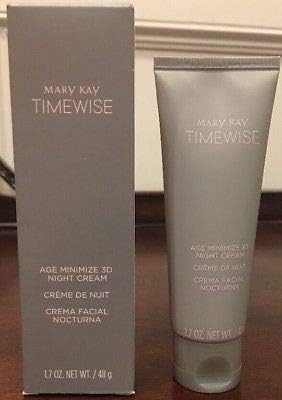 MARY KAY
TIMEWISE
AGE MINIMIZE 3D
NIGHT CREAM
CRÈME DE NUIT
CREMA FACIAL
NOCTURNA
1.7 OZ. NET WT. / 48 g
MARY KAY
TIMEWISE
AGE MINIMIZE 3D
NIGHT CREAM
CRÈME DE NUIT
CREMA FACIAL
NOCTURNA
1.7 OZ. NET WT. /